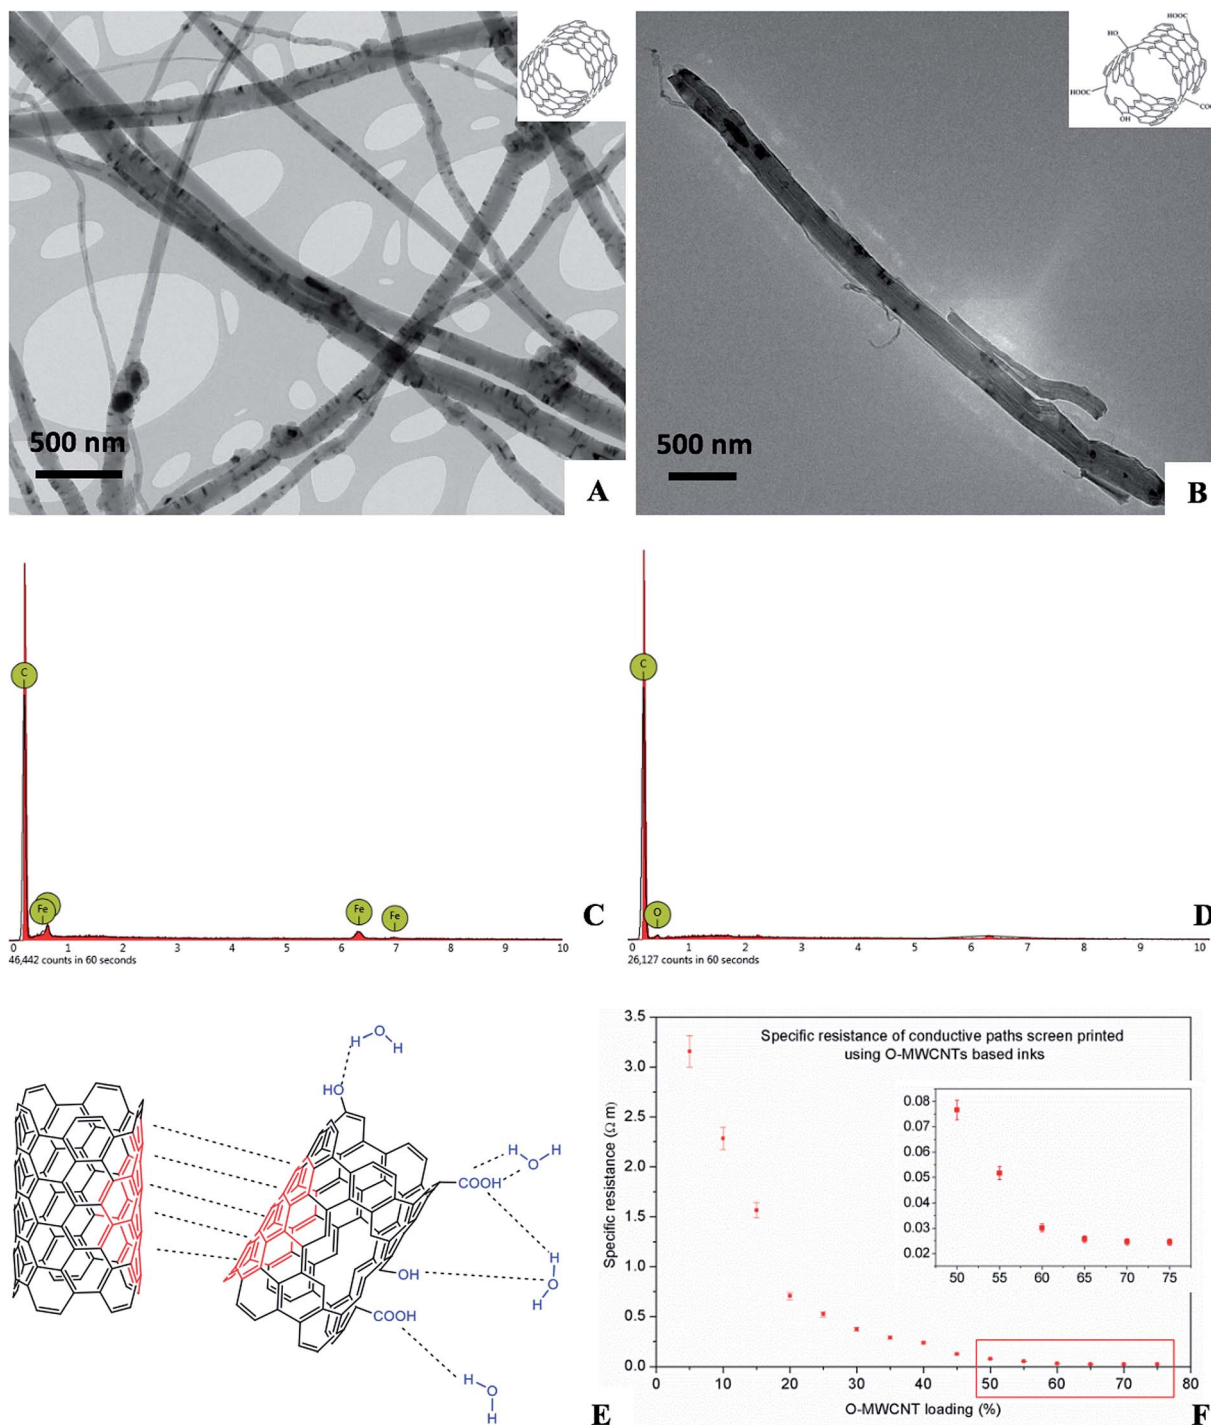 HOOC
HO
HOOC
COO
OH
500 nm
A
500 nm
B
C
Fe
Fe
Fe
0 1 2 3 4 5 6 7 8 9 10
46,442 counts in 60 seconds
C
C
O
0 1 2 3 4 5 6 7 8 9 10
26,127 counts in 60 seconds
D
H O H
HO
H O H
COOH
H
O
H
OH
COOH
H O
H
E
Specific resistance of conductive paths screen printed
using O-MWCNTs based inks
Specific resistance (Ω m)
3.5
3.0
2.5
2.0
1.5
1.0
0.5
0.0
0.08
0.07
0.06
0.05
0.04
0.03
0.02
50 55 60 65 70 75
0 10 20 30 40 50 60 70 80
O-MWCNT loading (%)
F